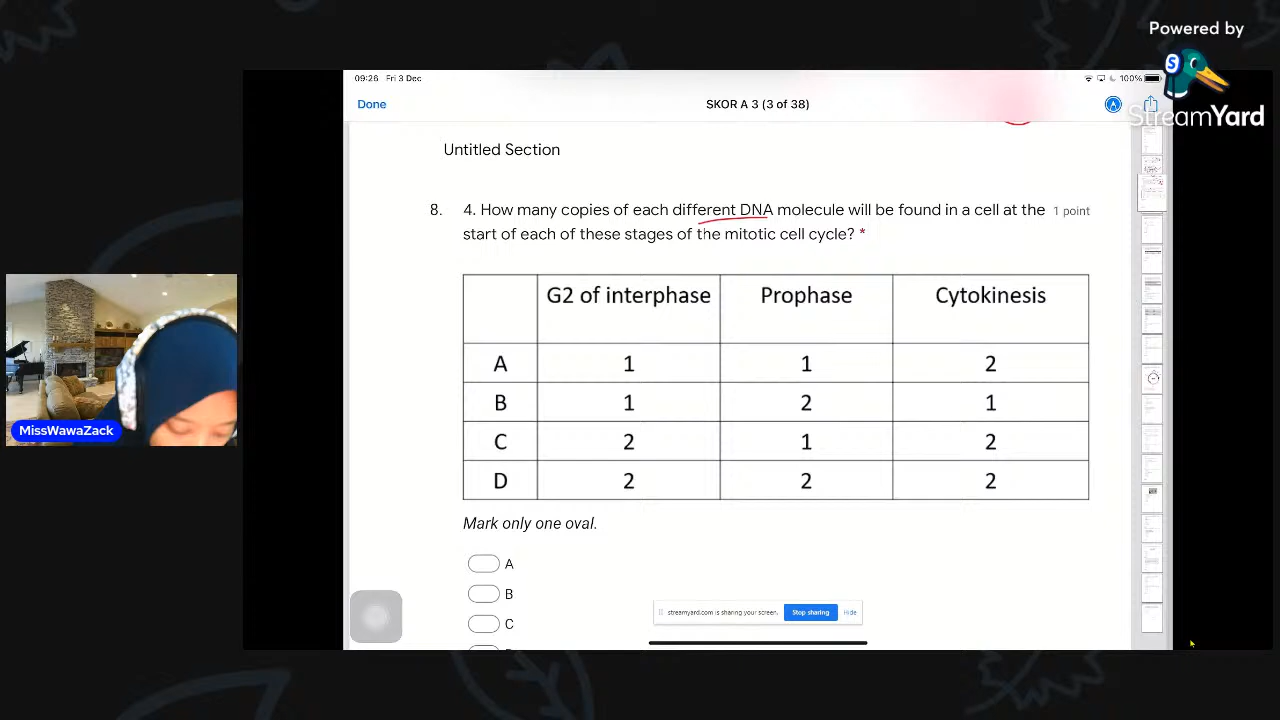 Powered by
StreamYard
09:26 Fri 3 Dec
100%
Done
SKOR A 3 (3 of 38)
Untitled Section
8. 4. How many copies of each different DNA molecule will be found in a cell at the 1 point
start of each of these stages of the mitotic cell cycle? *
G2 of interphase Prophase Cytokinesis
A 1 1 2
B 1 2 1
C 2 1 2
D 2 2 2
Mark only one oval.
A
B
C
streamyard.com is sharing your screen. Stop sharing Hide
MissWawaZack